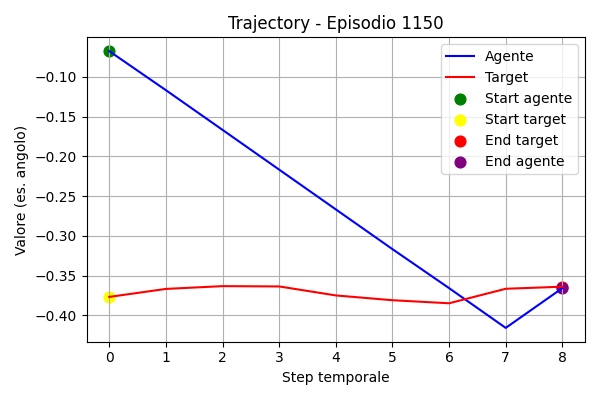 Trajectory - Episodio 1150
Agente
Target
Start agente
Start target
End target
End agente
Valore (es. angolo)
−0.10
−0.15
−0.20
−0.25
−0.30
−0.35
−0.40
0 1 2 3 4 5 6 7 8
Step temporale